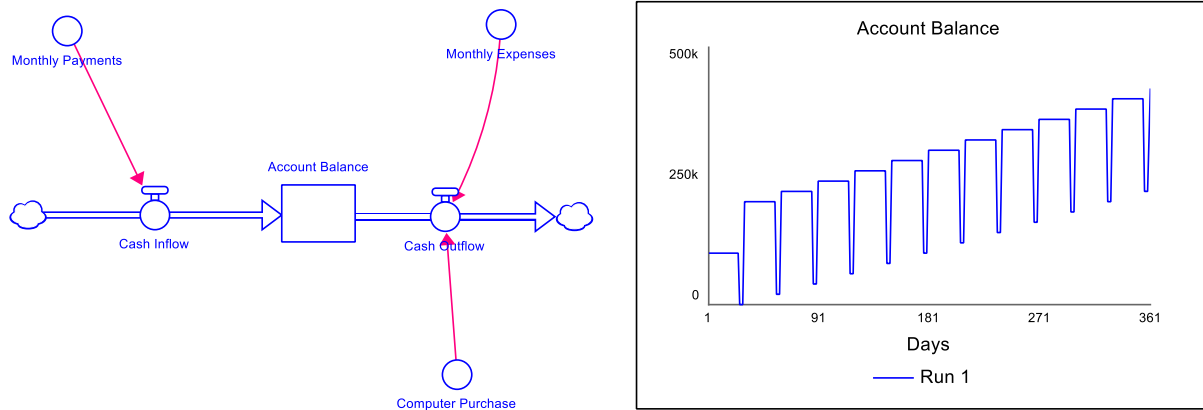 Monthly Payments
Monthly Expenses
Account Balance
Cash Inflow
Cash Outflow
Computer Purchase
Account Balance
500k
250k
0
1
91
181
271
361
Days
Run 1